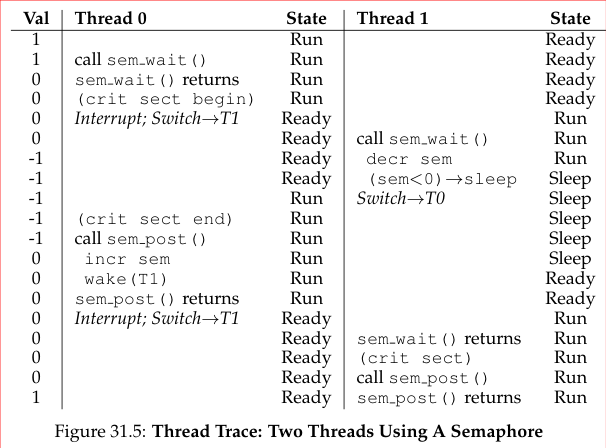 Val Thread 0 State Thread 1 State
1 Run Ready
1 call sem_wait() Run Ready
0 sem_wait() returns Run Ready
0 (crit sect begin) Run Ready
0 Interrupt; Switch→T1 Ready Run
0 Ready call sem_wait() Run
-1 Ready decr sem Run
-1 Ready (sem<0)→sleep Sleep
-1 Run Switch→T0 Sleep
-1 (crit sect end) Run Sleep
-1 call sem_post() Run Sleep
0 incr sem Run Sleep
0 wake(T1) Run Ready
0 sem_post() returns Run Ready
0 Interrupt; Switch→T1 Ready Run
0 Ready sem_wait() returns Run
0 Ready (crit sect) Run
0 Ready call sem_post() Run
1 Ready sem_post() returns Run
Figure 31.5: Thread Trace: Two Threads Using A Semaphore